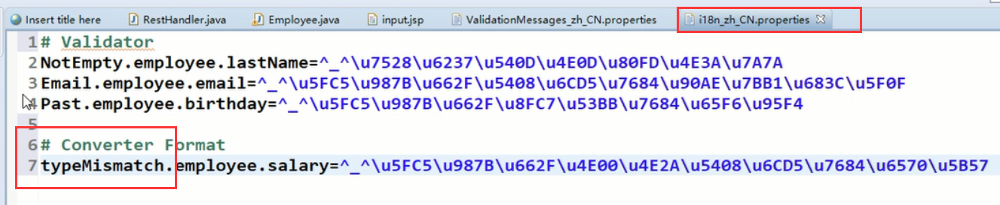 Insert title here RestHandler.java Employee.java input.jsp ValidationMessages_zh_CN.properties i18n_zh_CN.properties
1 # Validator
2 NotEmpty.employee.lastName=^_^\u7528\u6237\u540D\u4E0D\u80FD\u4E3A\u7A7A
3 Email.employee.email=^_^\u5FC5\u987B\u662F\u5408\u6CD5\u7684\u90AE\u7BB1\u683C\u5F0F
4 Past.employee.birthday=^_^\u5FC5\u987B\u662F\u8FC7\u53BB\u7684\u65F6\u95F4
5
6 # Converter Format
7 typeMismatch.employee.salary=^_^\u5FC5\u987B\u662F\u4E00\u4E2A\u5408\u6CD5\u7684\u6570\u5B57